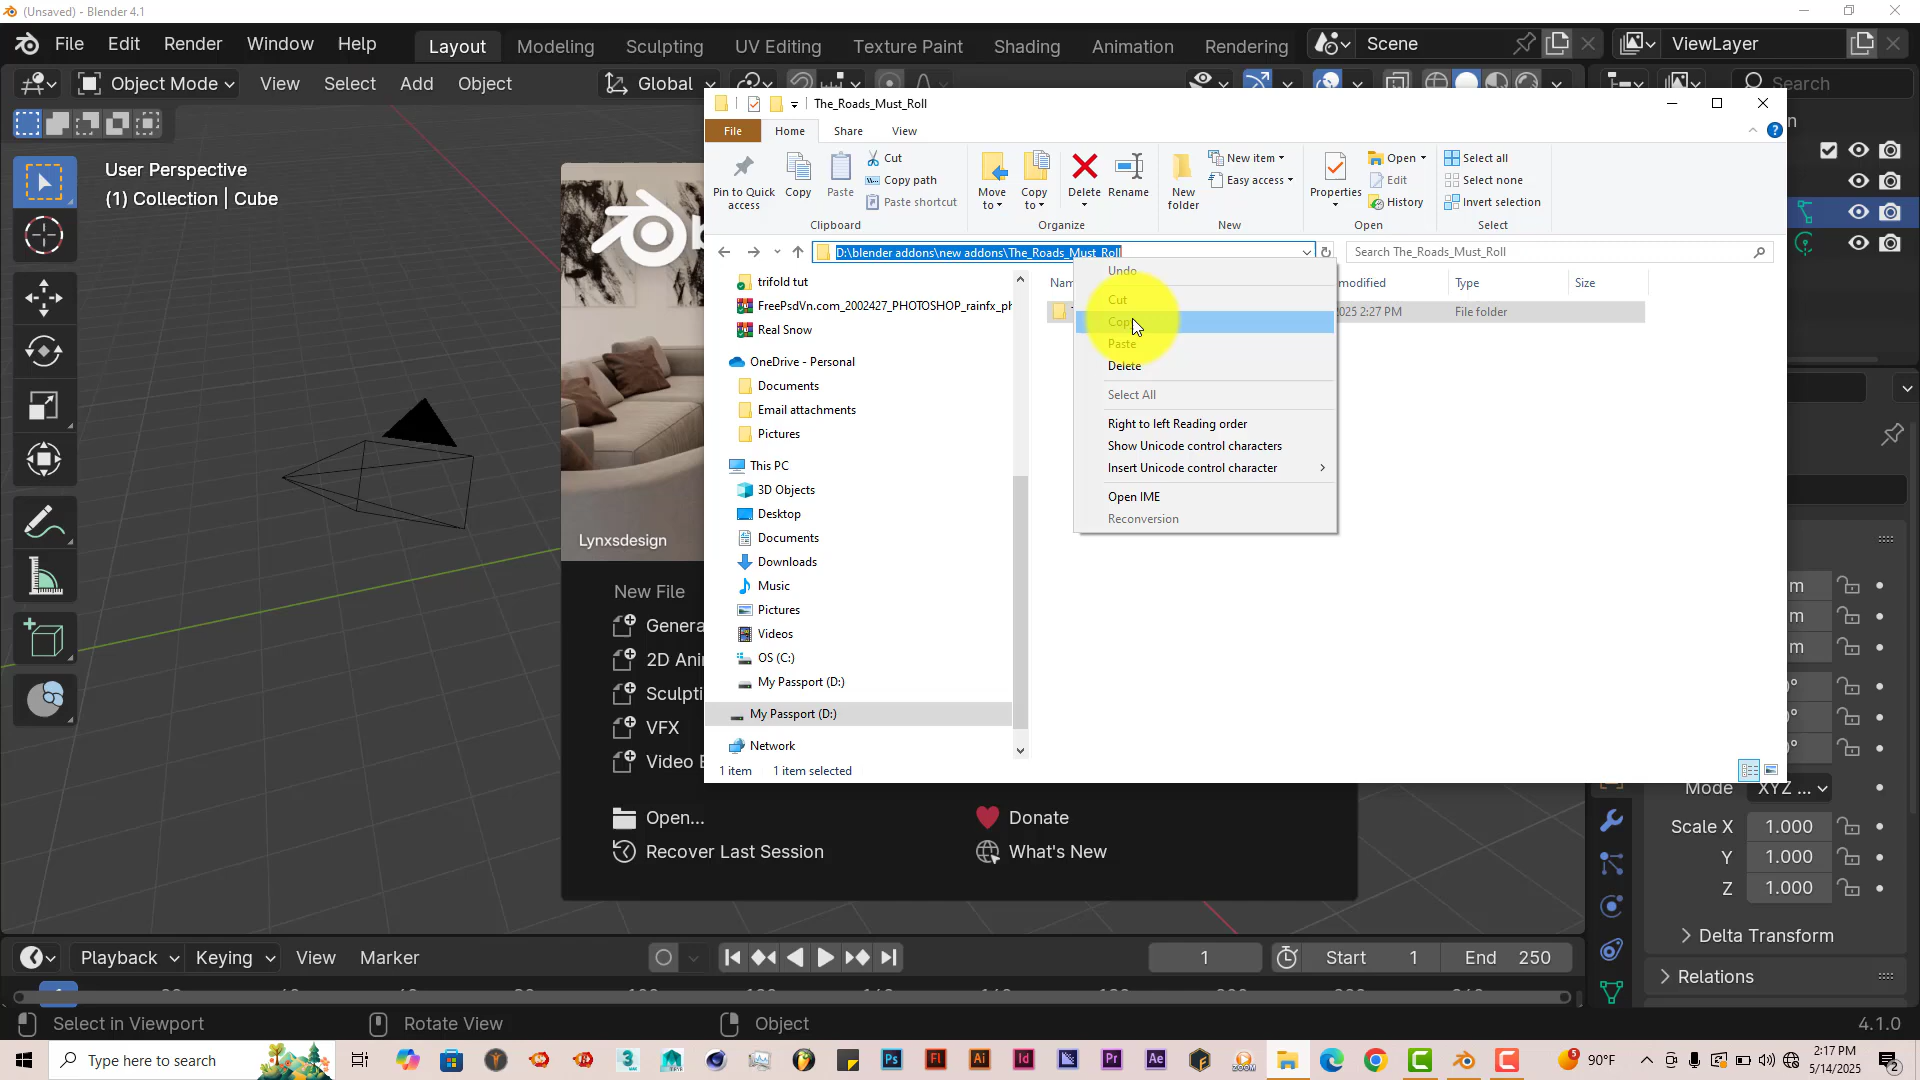 (Unsaved) - Blender 4.1
File Edit Render Window Help
Layout Modeling Sculpting UV Editing Texture Paint Shading Animation Rendering
Scene
ViewLayer
Object Mode View Select Add Object
Global
Search
User Perspective
(1) Collection | Cube
The_Roads_Must_Roll
File Home Share View
Pin to Quick access
Copy
Paste
Cut
Copy path
Paste shortcut
Clipboard
Move to
Copy to
Delete
Rename
Organize
New folder
New item
Easy access
New
Properties
Open
Edit
History
Open
Select all
Select none
Invert selection
Select
D:\blender addons\new addons\The_Roads_Must_Roll
Search The_Roads_Must_Roll
modified Type Size
2:27 PM File folder
trifold tut
FreePsdVn.com_2002427_PHOTOSHOP_rainfx_ph
Real Snow
OneDrive - Personal
Documents
Email attachments
Pictures
This PC
3D Objects
Desktop
Documents
Downloads
Music
Pictures
Videos
OS (C:)
My Passport (D:)
My Passport (D:)
Network
1 item 1 item selected
Undo
Cut
Copy
Paste
Delete
Select All
Right to left Reading order
Show Unicode control characters
Insert Unicode control character
Open IME
Reconversion
Lynxsdesign
New File
Genera
2D Ani
Sculpti
VFX
Video E
Open...
Recover Last Session
Donate
What's New
m
m
m
Mode XYZ ...
Scale X 1.000
Y 1.000
Z 1.000
Delta Transform
Relations
Playback Keying View Marker
1
Start 1
End 250
Select in Viewport
Rotate View
Object
4.1.0
Type here to search
90°F
2:17 PM
5/14/2025